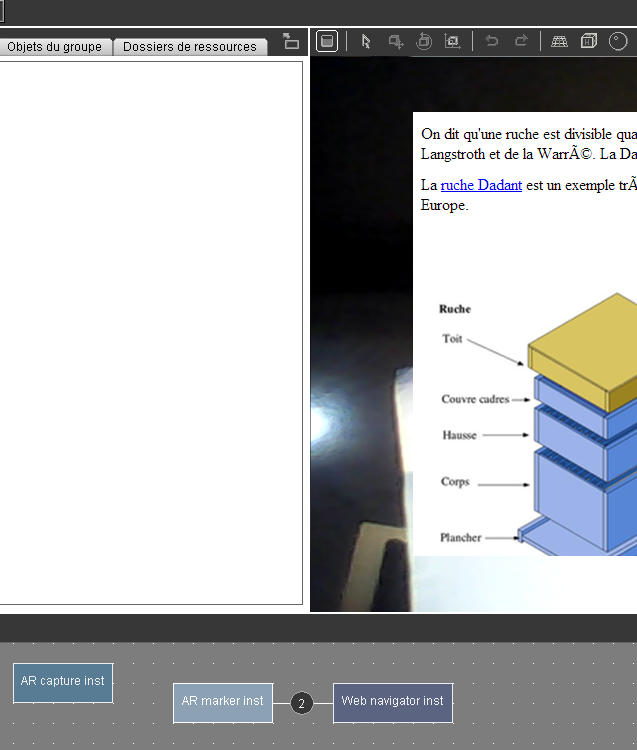 Objets du groupe
Dossiers de ressources
On dit qu'une ruche est divisible qua
Langstroth et de la WarrÃ©. La Da
La ruche Dadant est un exemple trÃ
Europe.
Ruche
Toit
Couvre cadres
Hausse
Corps
Plancher
AR capture inst
AR marker inst
2
Web navigator inst